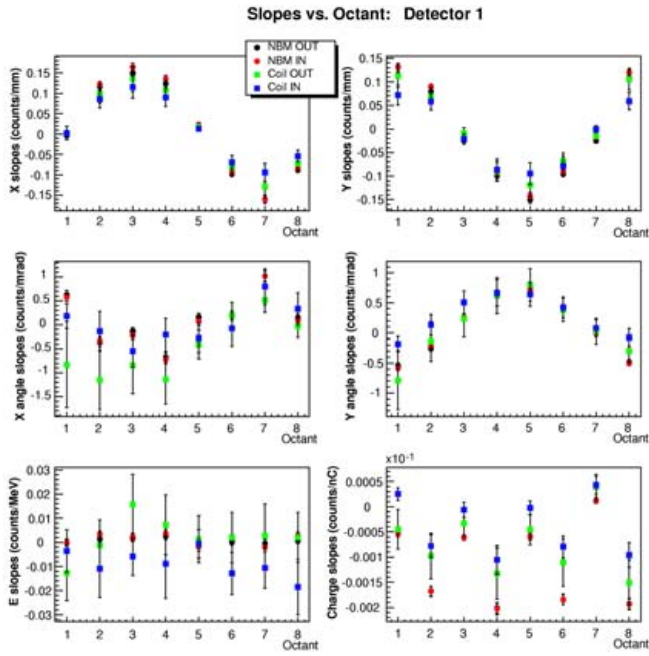 Slopes vs. Octant: Detector 1
NBM OUT
NBM IN
Coil OUT
Coil IN
X slopes (counts/mm)
0.15
0.1
0.05
0
-0.05
-0.1
-0.15
1 2 3 4 5 6 7 8
Octant
Y slopes (counts/mm)
0.15
0.1
0.05
0
-0.05
-0.1
-0.15
1 2 3 4 5 6 7 8
Octant
X angle slopes (counts/mrad)
1
0.5
0
-0.5
-1
-1.5
1 2 3 4 5 6 7 8
Octant
Y angle slopes (counts/mrad)
1
0.5
0
-0.5
-1
1 2 3 4 5 6 7 8
Octant
E slopes (counts/MeV)
0.03
0.02
0.01
0
-0.01
-0.02
-0.03
1 2 3 4 5 6 7 8
Octant
×10⁻¹
Charge slopes (counts/nC)
0.0005
0
-0.0005
-0.001
-0.0015
-0.002
1 2 3 4 5 6 7 8
Octant